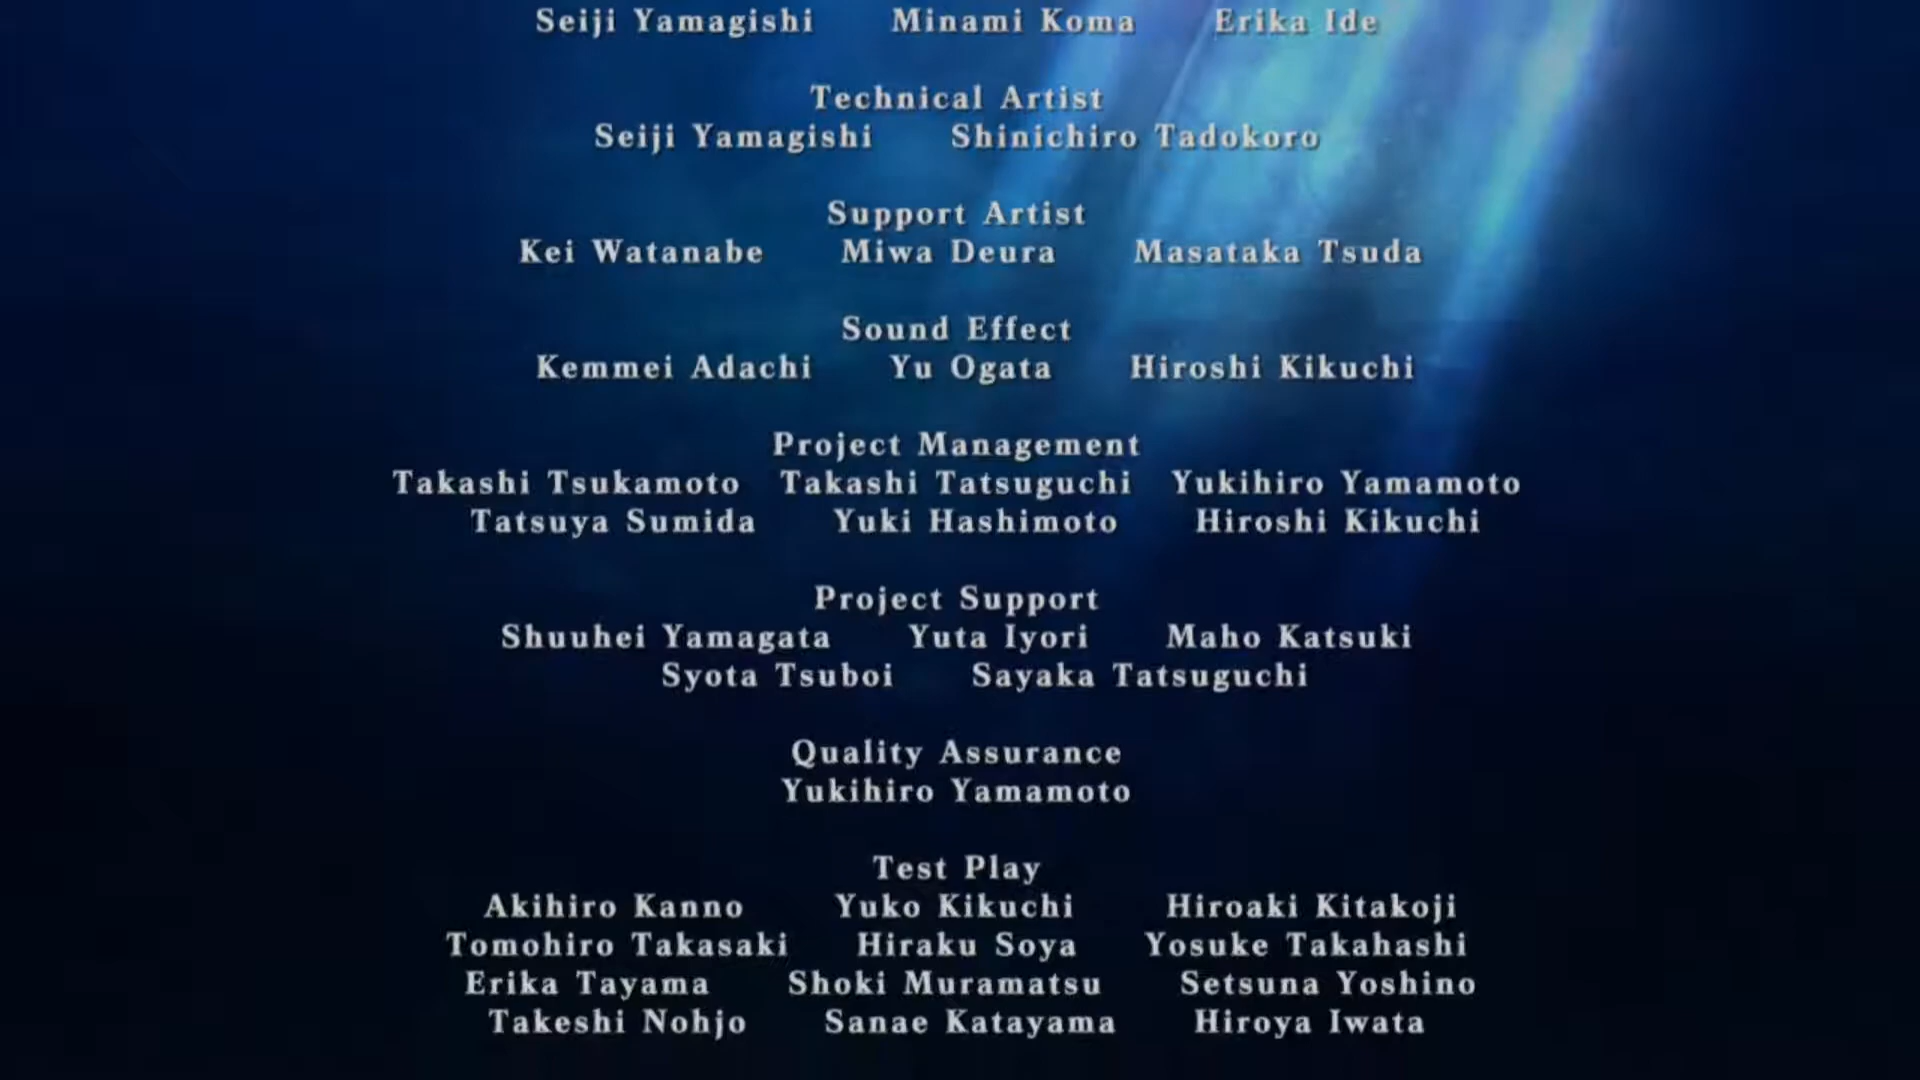 Seiji Yamagishi Minami Koma Erika Ide
Technical Artist
Seiji Yamagishi Shinichiro Tadokoro
Support Artist
Kei Watanabe Miwa Deura Masataka Tsuda
Sound Effect
Kemmei Adachi Yu Ogata Hiroshi Kikuchi
Project Management
Takashi Tsukamoto Takashi Tatsuguchi Yukihiro Yamamoto
Tatsuya Sumida Yuki Hashimoto Hiroshi Kikuchi
Project Support
Shuuhei Yamagata Yuta Iyori Maho Katsuki
Syota Tsuboi Sayaka Tatsuguchi
Quality Assurance
Yukihiro Yamamoto
Test Play
Akihiro Kanno Yuko Kikuchi Hiroaki Kitakoji
Tomohiro Takasaki Hiraku Soya Yosuke Takahashi
Erika Tayama Shoki Muramatsu Setsuna Yoshino
Takeshi Nohjo Sanae Katayama Hiroya Iwata